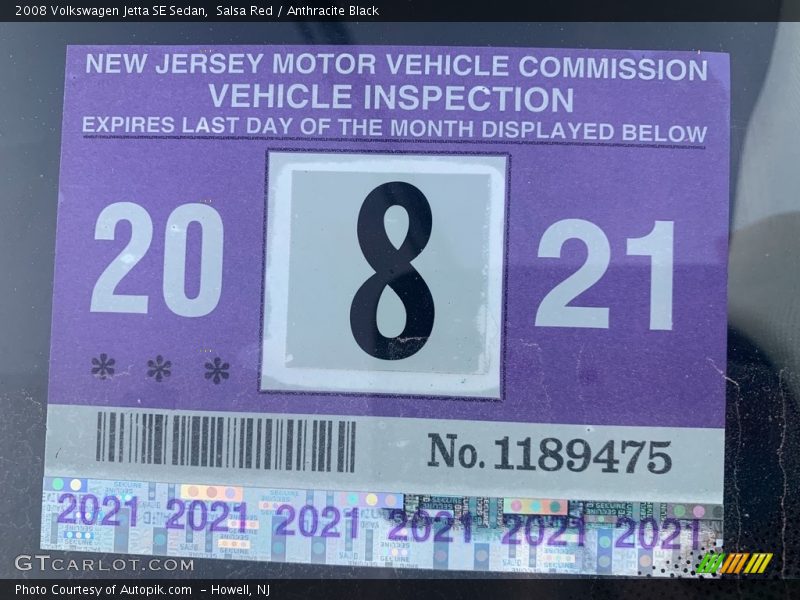 2008 Volkswagen Jetta SE Sedan, Salsa Red / Anthracite Black
NEW JERSEY MOTOR VEHICLE COMMISSION
VEHICLE INSPECTION
EXPIRES LAST DAY OF THE MONTH DISPLAYED BELOW
20 8 21
* * *
No. 1189475
2021 2021 2021 2021 2021 2021
GTCARLOT.COM
Photo Courtesy of Autopik.com - Howell, NJ